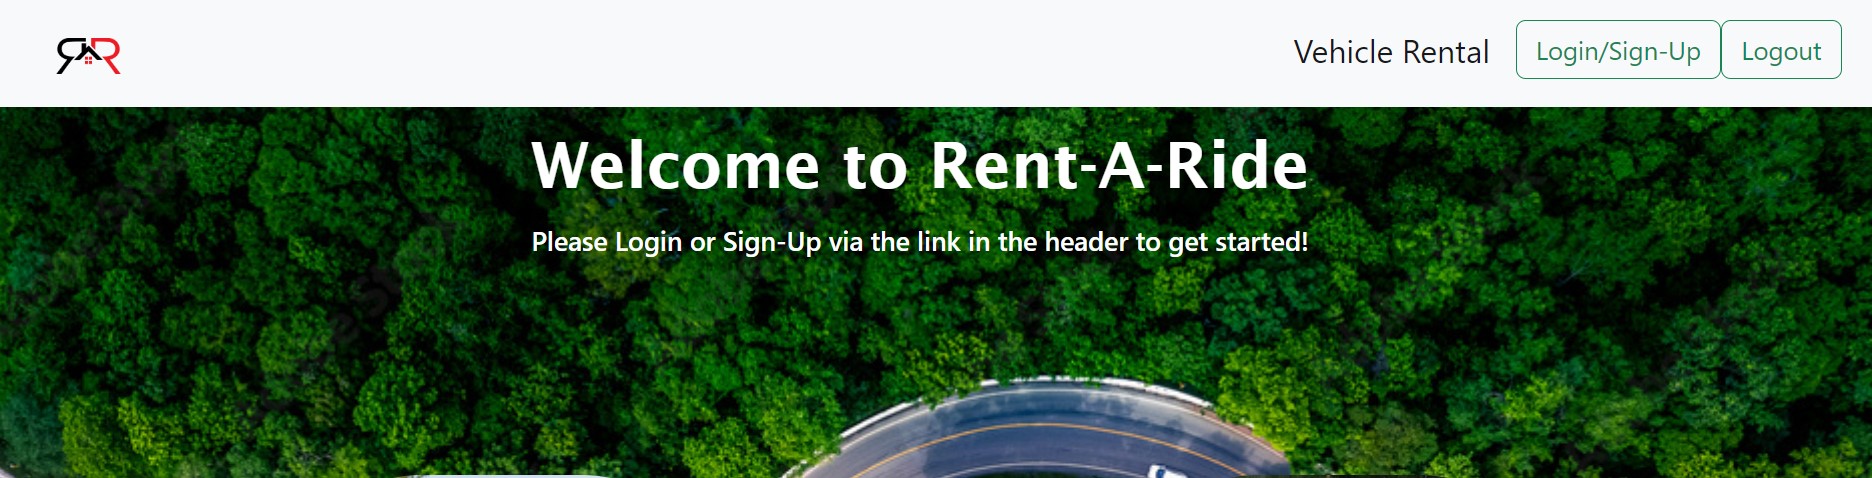 RR
Vehicle Rental
Login/Sign-Up
Logout
Welcome to Rent-A-Ride
Please Login or Sign-Up via the link in the header to get started!